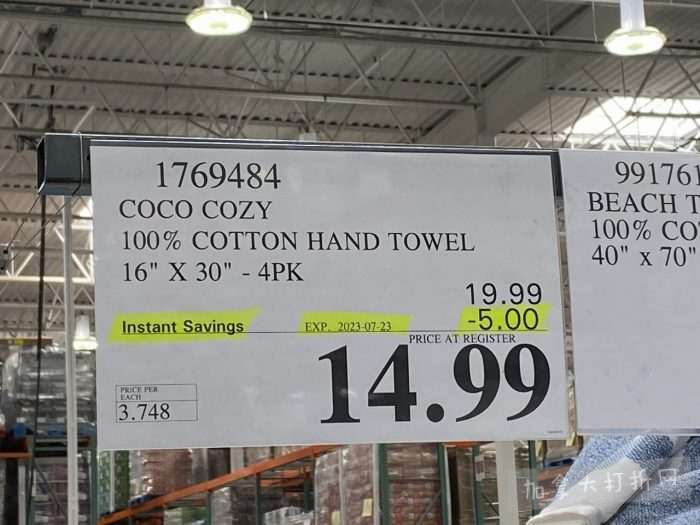 1769484
COCO COZY
100% COTTON HAND TOWEL
16" X 30" - 4PK
19.99
Instant Savings EXP. 2023-07-23 -5.00
PRICE AT REGISTER
14.99
PRICE PER
EACH
3.748
991761
BEACH T
100% CO
40" x 70"
加拿大打折网